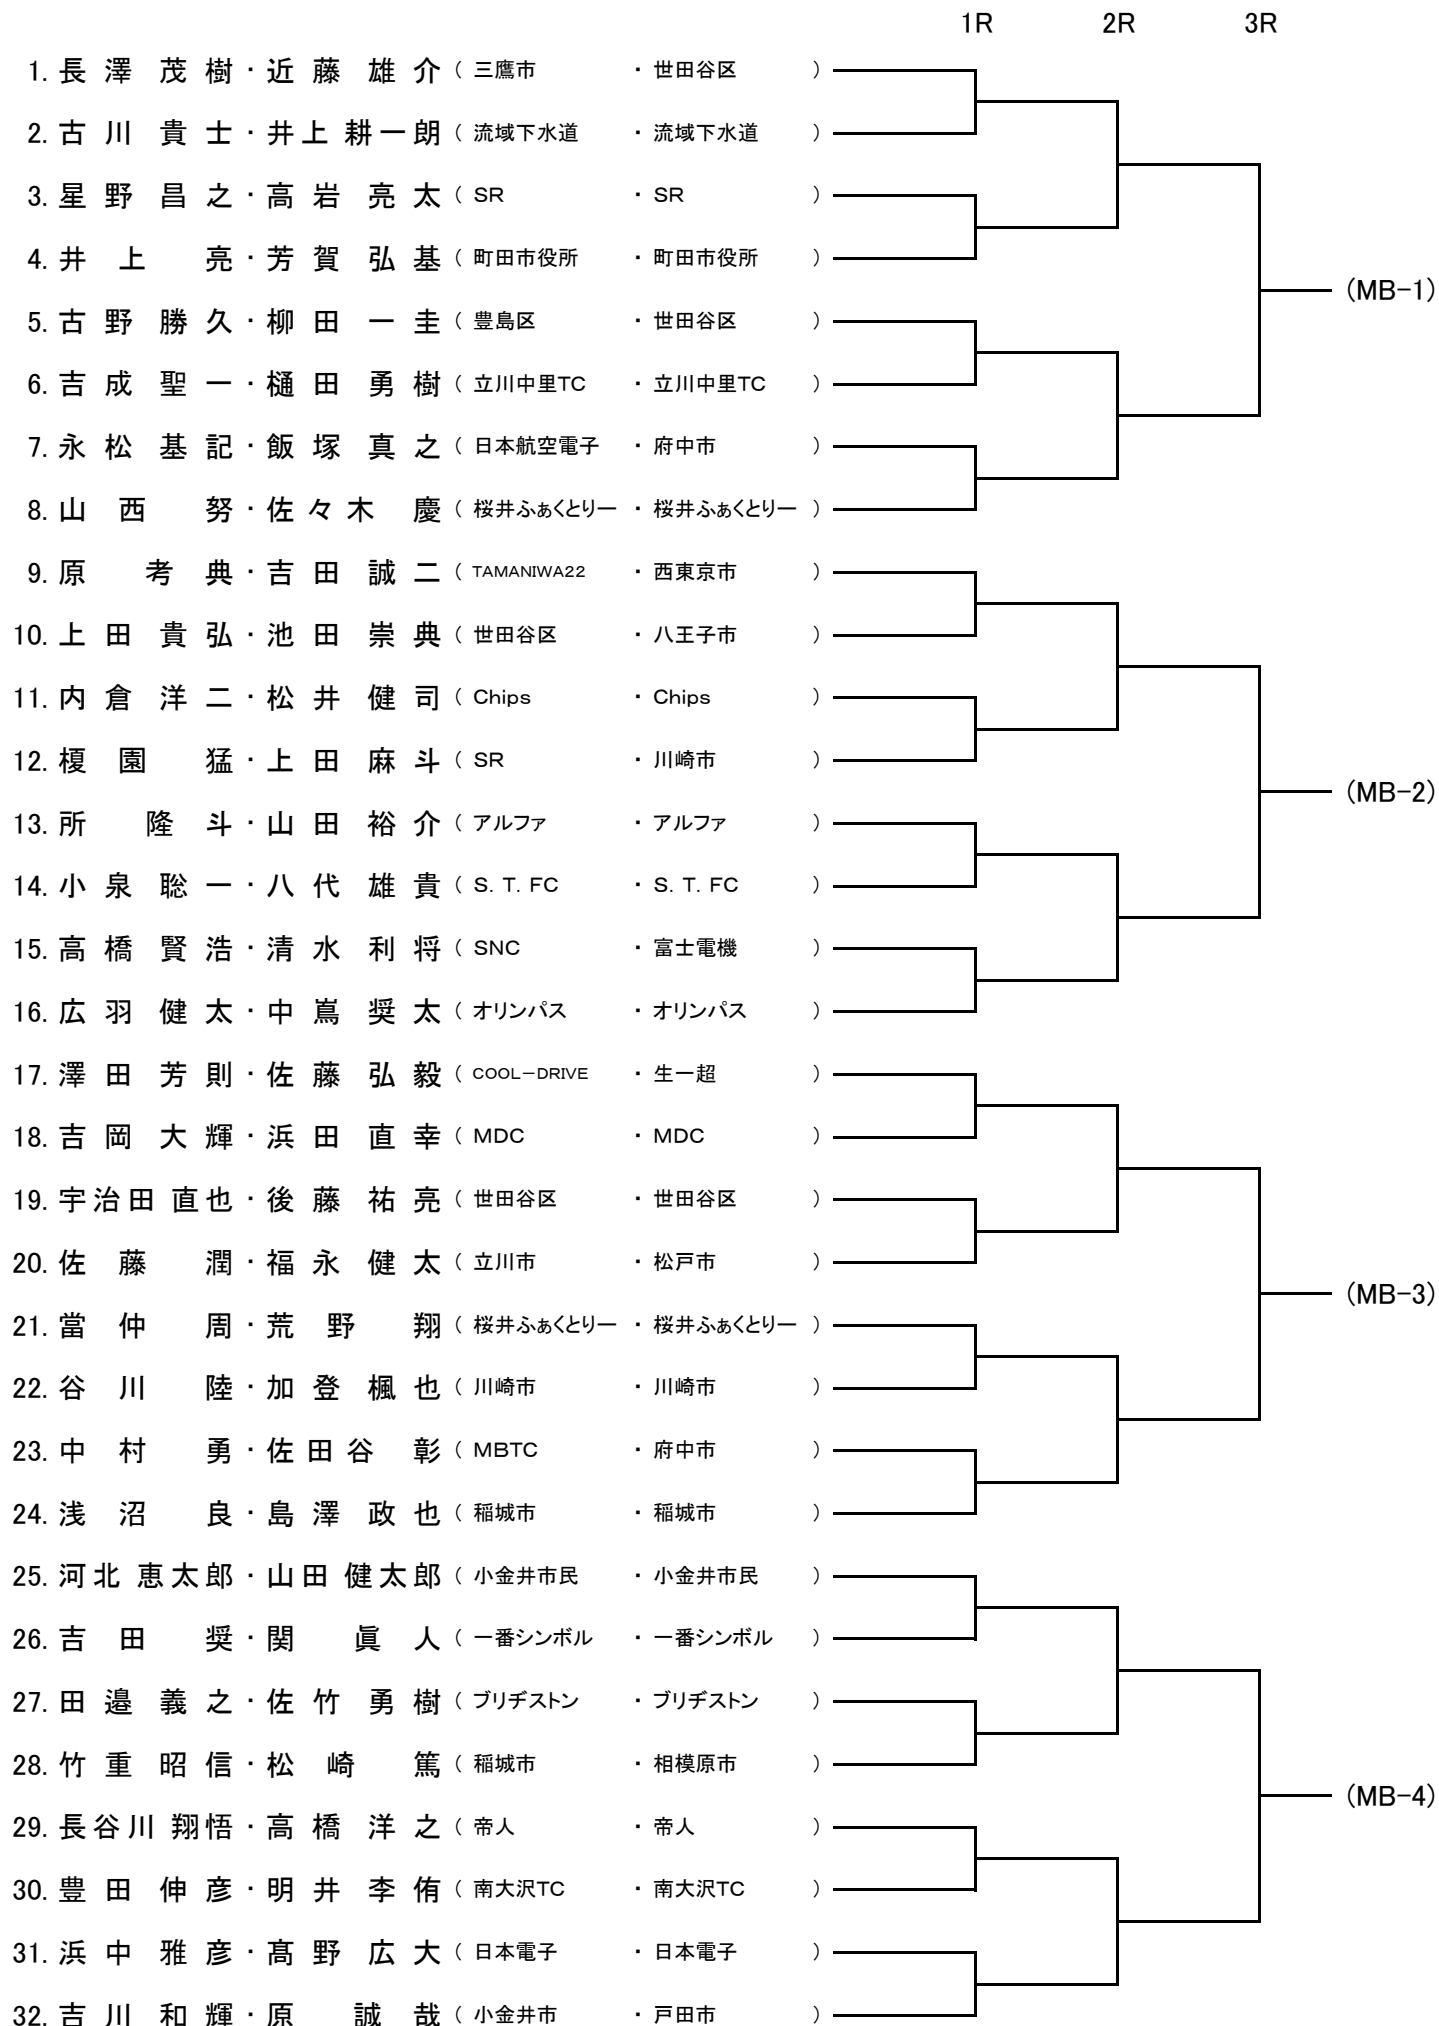 1R 2R 3R
1. 長澤 茂樹・近藤 雄介 （ 三鷹市 ・ 世田谷区 ）
2. 古川 貴士・井上 耕一朗 （ 流域下水道 ・ 流域下水道 ）
3. 星野 昌之・高岩 亮太 （ SR ・ SR ）
4. 井上 亮・芳賀 弘基 （ 町田市役所 ・ 町田市役所 ）
(MB-1)
5. 古野 勝久・柳田 一圭 （ 豊島区 ・ 世田谷区 ）
6. 吉成 聖一・樋田 勇樹 （ 立川中里TC ・ 立川中里TC ）
7. 永松 基記・飯塚 真之 （ 日本航空電子 ・ 府中市 ）
8. 山西 努・佐々木 慶 （ 桜井ふぁくとりー ・ 桜井ふぁくとりー ）
9. 原 考典・吉田 誠二 （ TAMANIWA22 ・ 西東京市 ）
10. 上田 貴弘・池田 崇典 （ 世田谷区 ・ 八王子市 ）
11. 内倉 洋二・松井 健司 （ Chips ・ Chips ）
12. 榎園 猛・上田 麻斗 （ SR ・ 川崎市 ）
(MB-2)
13. 所 隆斗・山田 裕介 （ アルファ ・ アルファ ）
14. 小泉 聡一・八代 雄貴 （ S. T. FC ・ S. T. FC ）
15. 高橋 賢浩・清水 利将 （ SNC ・ 富士電機 ）
16. 広羽 健太・中嶌 奨太 （ オリンパス ・ オリンパス ）
17. 澤田 芳則・佐藤 弘毅 （ COOL－DRIVE ・ 生一超 ）
18. 吉岡 大輝・浜田 直幸 （ MDC ・ MDC ）
19. 宇治田 直也・後藤 祐亮 （ 世田谷区 ・ 世田谷区 ）
20. 佐藤 潤・福永 健太 （ 立川市 ・ 松戸市 ）
(MB-3)
21. 當仲 周・荒野 翔 （ 桜井ふぁくとりー ・ 桜井ふぁくとりー ）
22. 谷川 陸・加登 楓也 （ 川崎市 ・ 川崎市 ）
23. 中村 勇・佐田谷 彰 （ MBTC ・ 府中市 ）
24. 浅沼 良・島澤 政也 （ 稲城市 ・ 稲城市 ）
25. 河北 恵太郎・山田 健太郎 （ 小金井市民 ・ 小金井市民 ）
26. 吉田 奨・関 眞人 （ 一番シンボル ・ 一番シンボル ）
27. 田邉 義之・佐竹 勇樹 （ ブリヂストン ・ ブリヂストン ）
28. 竹重 昭信・松崎 篤 （ 稲城市 ・ 相模原市 ）
(MB-4)
29. 長谷川 翔悟・高橋 洋之 （ 帝人 ・ 帝人 ）
30. 豊田 伸彦・明井 李侑 （ 南大沢TC ・ 南大沢TC ）
31. 浜中 雅彦・髙野 広大 （ 日本電子 ・ 日本電子 ）
32. 吉川 和輝・原 誠哉 （ 小金井市 ・ 戸田市 ）